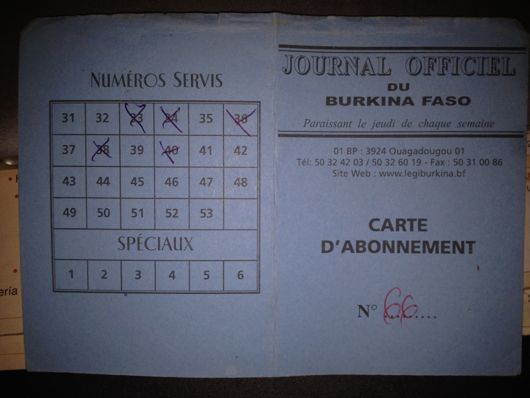 NUMÉROS SERVIS
31 32 33 34 35 36
37 38 39 40 41 42
43 44 45 46 47 48
49 50 51 52 53
SPÉCIAUX
1 2 3 4 5 6
JOURNAL OFFICIEL
DU
BURKINA FASO
Paraissant le jeudi de chaque semaine
01 BP : 3924 Ouagadougou 01
Tél: 50 32 42 03 / 50 32 60 19 - Fax : 50 31 00 86
Site Web : www.legiburkina.bf
CARTE
D'ABONNEMENT
N° 66....
ería